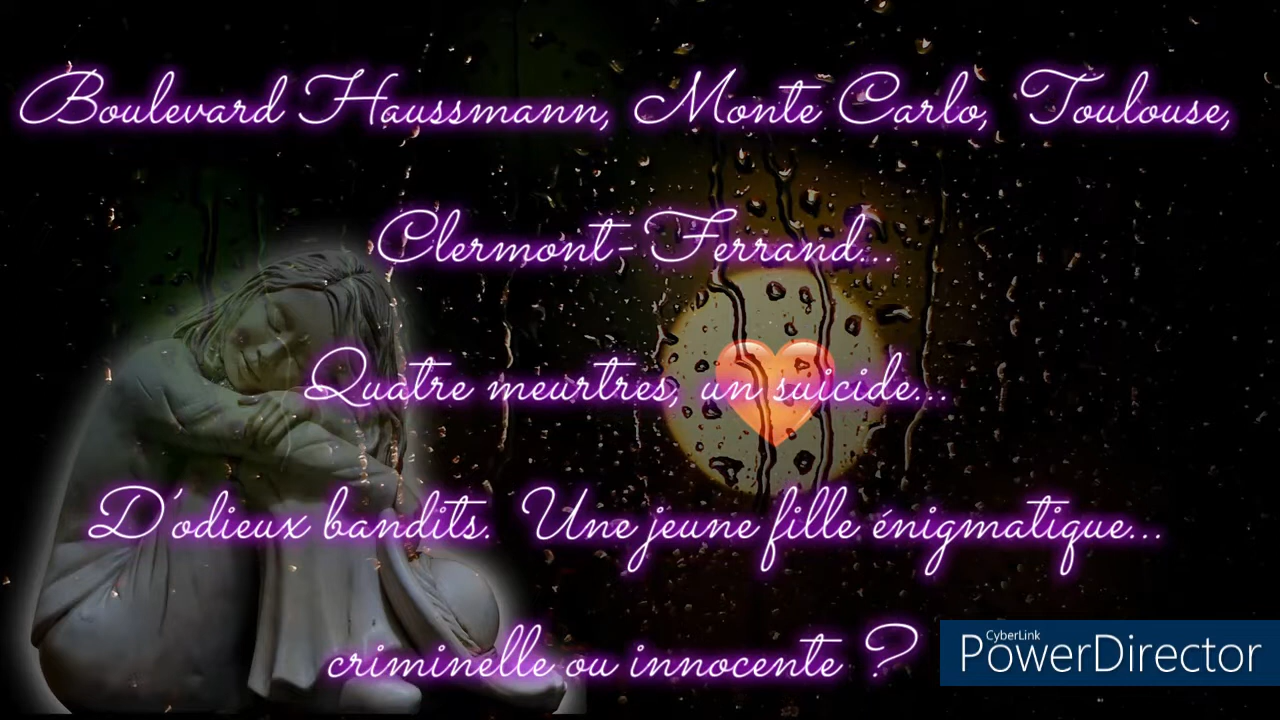 Boulevard Haussmann, Monte Carlo, Toulouse,
Clermont-Ferrand...
Quatre meurtres, un suicide...
D'odieux bandits. Une jeune fille énigmatique...
criminelle ou innocente ?
CyberLink
PowerDirector